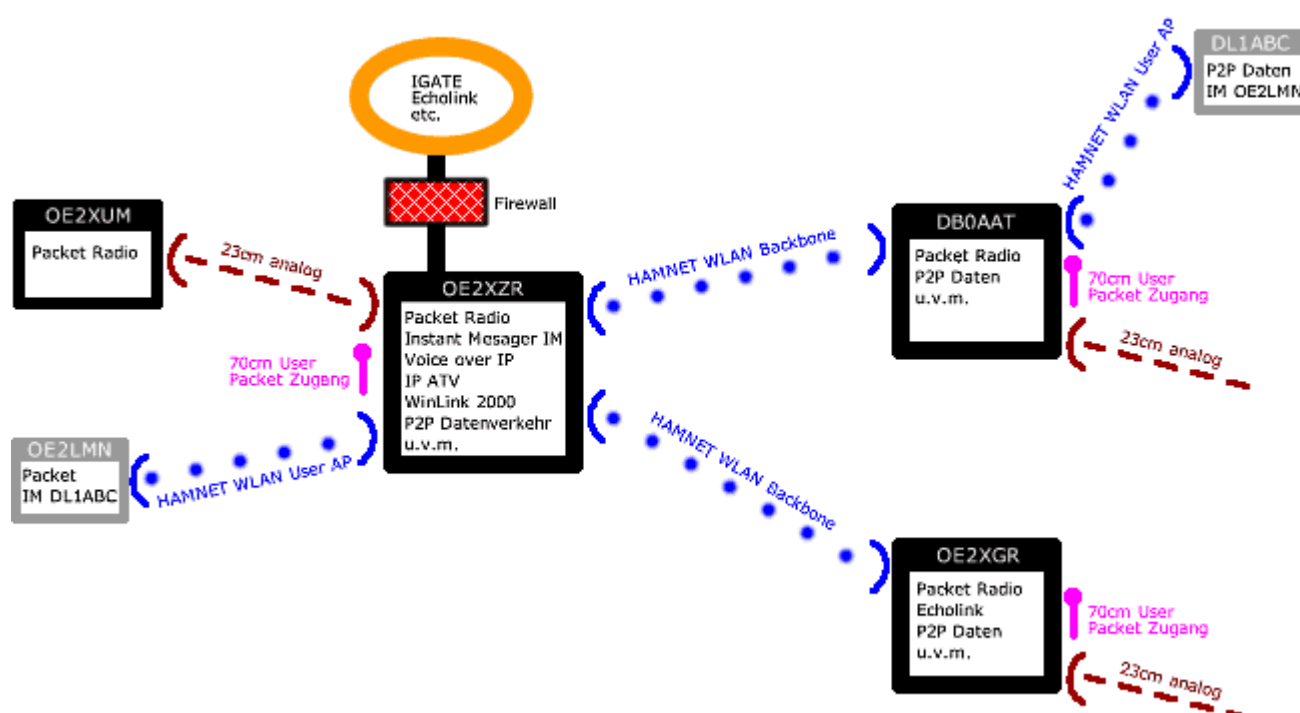 IGATE
Echolink
etc.
Firewall
OE2XUM
Packet Radio
23cm analog
OE2XZR
Packet Radio
Instant Mesager IM
Voice over IP
IP ATV
WinLink 2000
P2P Datenverkehr
u.v.m.
70cm User
Packet Zugang
OE2LMN
Packet
IM DL1ABC
HAMNET WLAN User AP
HAMNET WLAN Backbone
HAMNET WLAN Backbone
DB0AAT
Packet Radio
P2P Daten
u.v.m.
HAMNET WLAN User AP
DL1ABC
P2P Daten
IM OE2LMN
70cm User
Packet Zugang
23cm analog
OE2XGR
Packet Radio
Echolink
P2P Daten
u.v.m.
70cm User
Packet Zugang
23cm analog